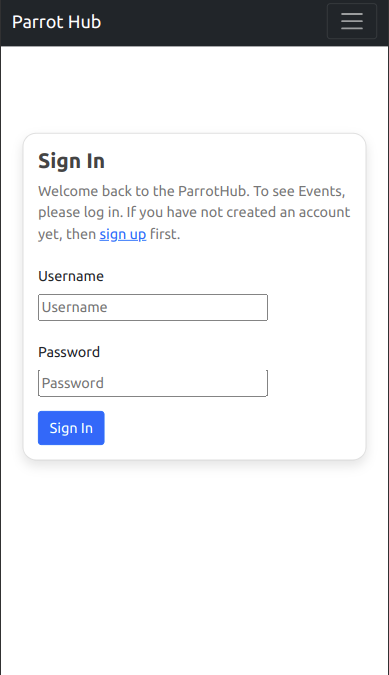 Parrot Hub
Sign In
Welcome back to the ParrotHub. To see Events,
please log in. If you have not created an account
yet, then sign up first.
Username
Username
Password
Password
Sign In